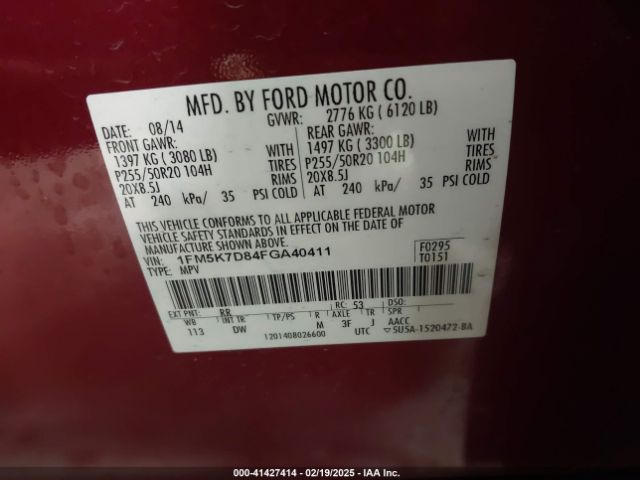 MFD. BY FORD MOTOR CO.
DATE: 08/14 GVWR: 2776 KG ( 6120 LB)
FRONT GAWR: REAR GAWR:
1397 KG ( 3080 LB) WITH 1497 KG ( 3300 LB) WITH
P255/50R20 104H TIRES P255/50R20 104H TIRES
20X8.5J RIMS 20X8.5J RIMS
AT 240 kPa/ 35 PSI COLD AT 240 kPa/ 35 PSI COLD
THIS VEHICLE CONFORMS TO ALL APPLICABLE FEDERAL MOTOR
VEHICLE SAFETY STANDARDS IN EFFECT ON THE DATE OF MANUFACTURE SHOWN ABOVE.
VIN: 1FM5K7D84FGA40411 F0295
TYPE: MPV T0151
EXT PNT: RR RC: 53 DSO:
WB INT TR TP/PS R AXLE TR SPR
113 DW M 3F J AACC
1201408026600 UTC 5U5A-1520472-BA
000-41427414 - 02/19/2025 - IAA Inc.